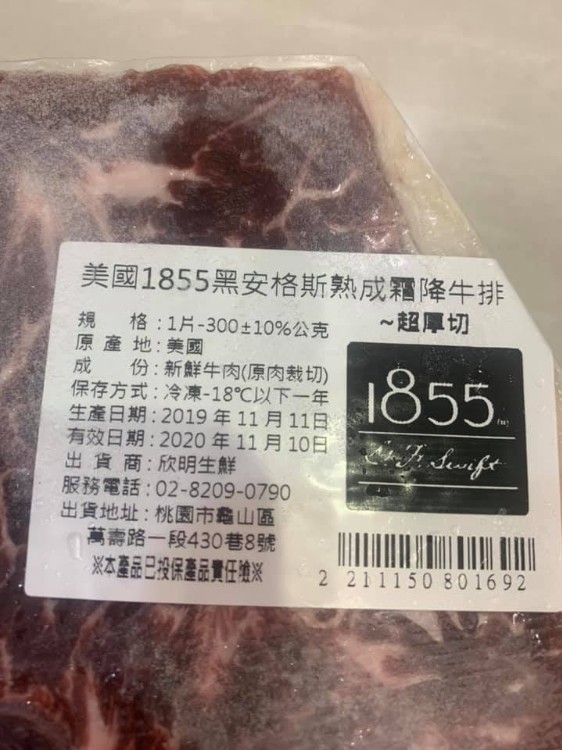 美國1855黑安格斯熟成霜降牛排
~超厚切
規 格:1片-300±10%公克
原產地:美國
成 份:新鮮牛肉(原肉裁切)
保存方式:冷凍-18℃以下一年
生產日期:2019 年 11 月 11日
有效日期:2020 年 11 月 10日
出貨商:欣明生鮮
服務電話:02-8209-0790
出貨地址:桃園市龜山區
萬壽路一段430巷8號
※本產品已投保產品責任險※
1855
G. F. Swift
2 211150 801692